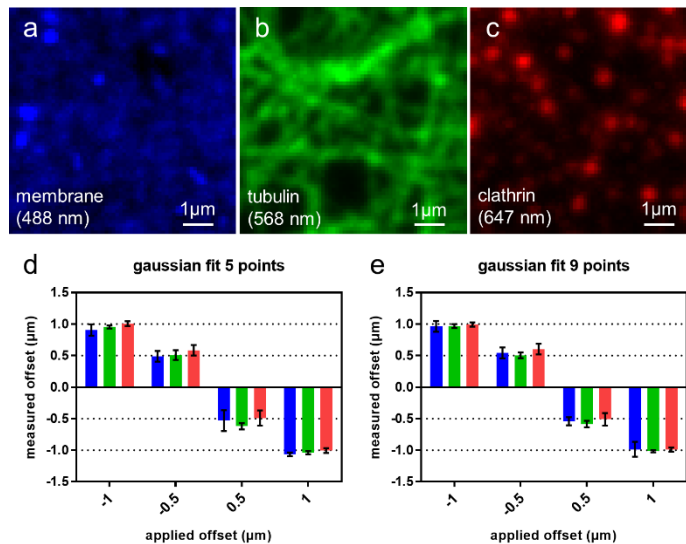 a
membrane
(488 nm)
1µm
b
tubulin
(568 nm)
1µm
c
clathrin
(647 nm)
1µm
d
gaussian fit 5 points
measured offset (µm)
1.5
1.0
0.5
0.0
-0.5
-1.0
-1.5
-1
-0.5
0.5
1
applied offset (µm)
e
gaussian fit 9 points
measured offset (µm)
1.5
1.0
0.5
0.0
-0.5
-1.0
-1.5
-1
-0.5
0.5
1
applied offset (µm)